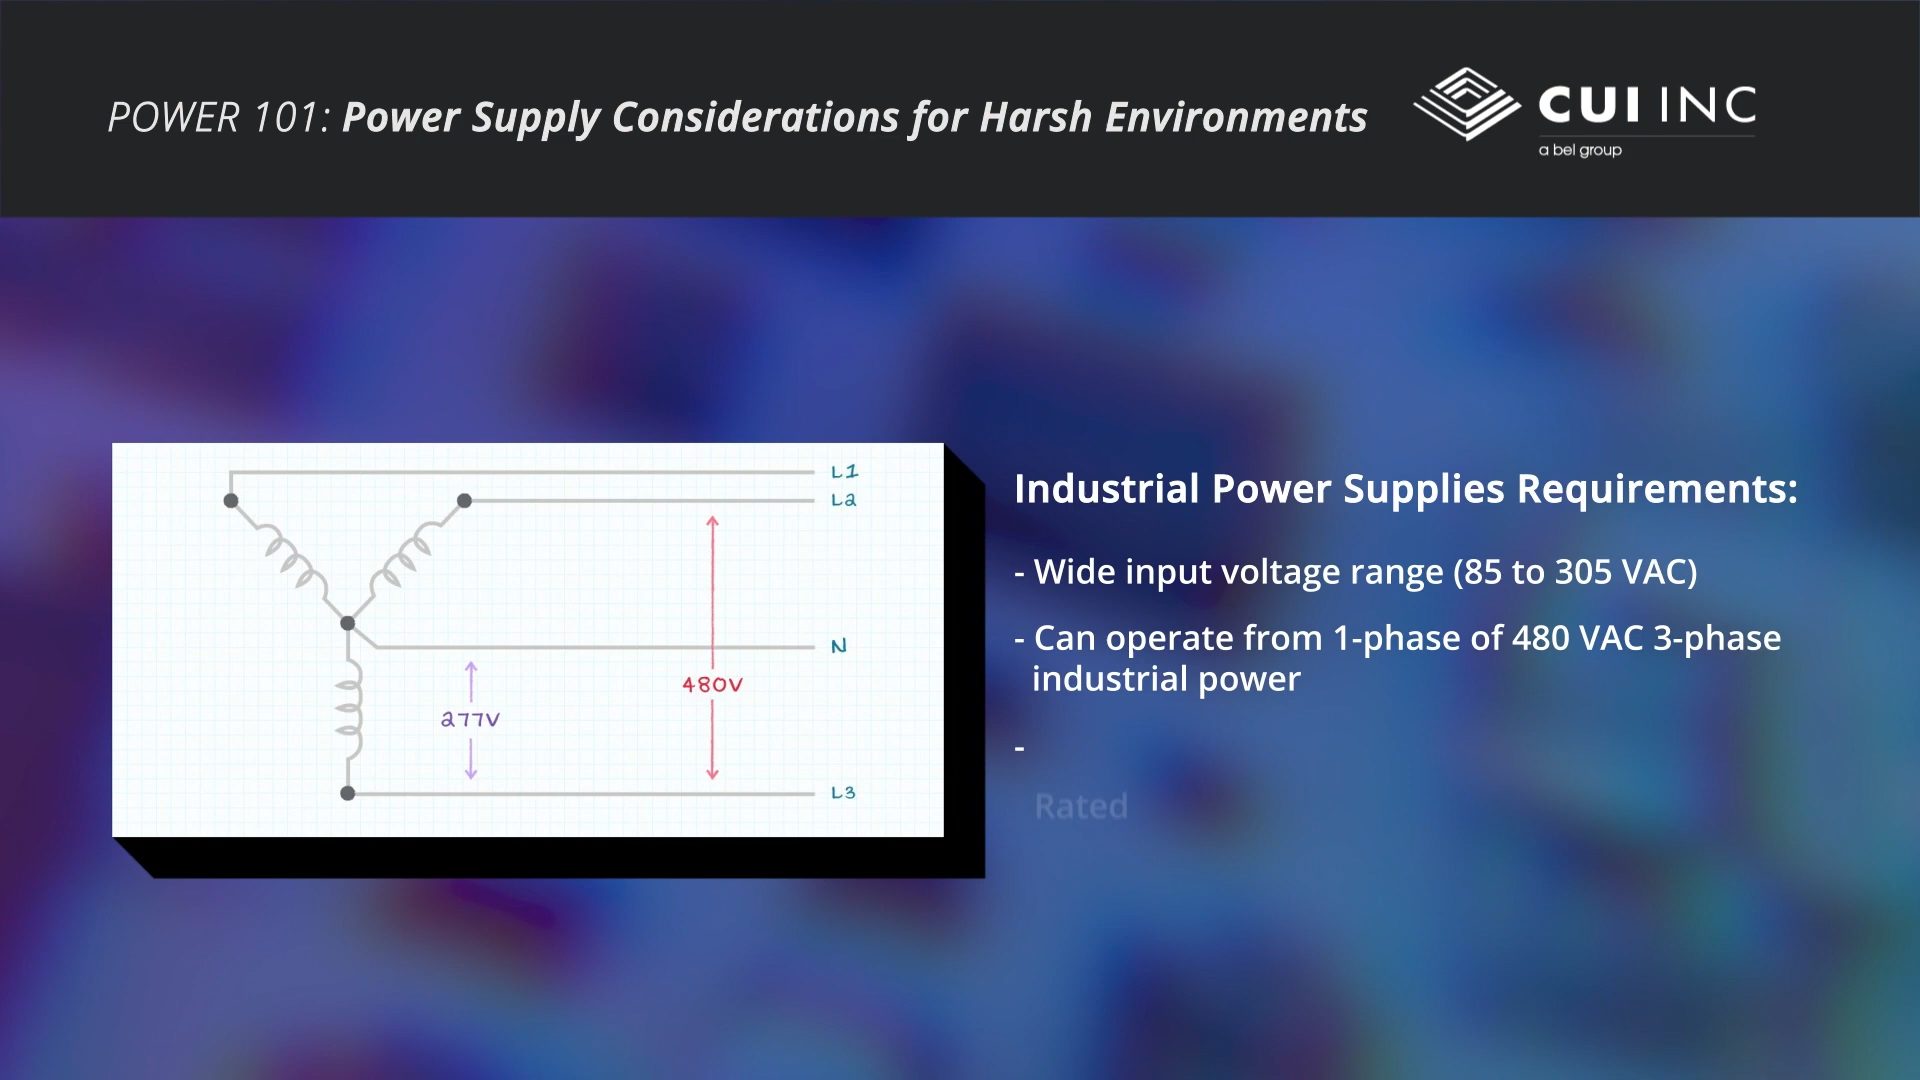 POWER 101: Power Supply Considerations for Harsh Environments
CUI INC
a bel group
L1
L2
N
480V
277V
L3
Industrial Power Supplies Requirements:
- Wide input voltage range (85 to 305 VAC)
- Can operate from 1-phase of 480 VAC 3-phase
industrial power
-
Rated